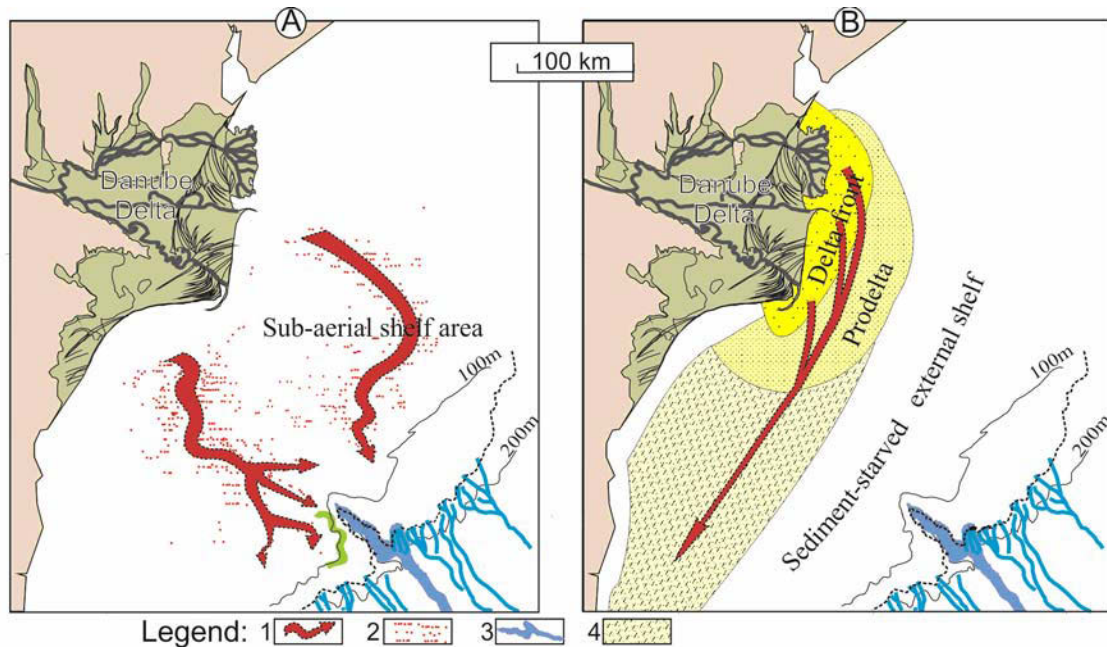 A
B
100 km
Danube
Delta
Sub-aerial shelf area
100m
200m
Danube
Delta
Delta front
Prodelta
Sediment-starved external shelf
100m
200m
Legend: 1 2 3 4